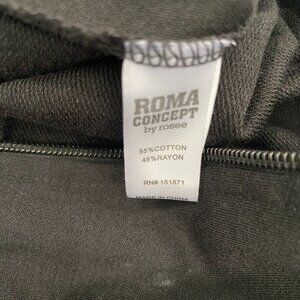 ROMA
CONCEPT
by rosee
55%COTTON
45%RAYON
RN# 151871
MADE IN CHINA